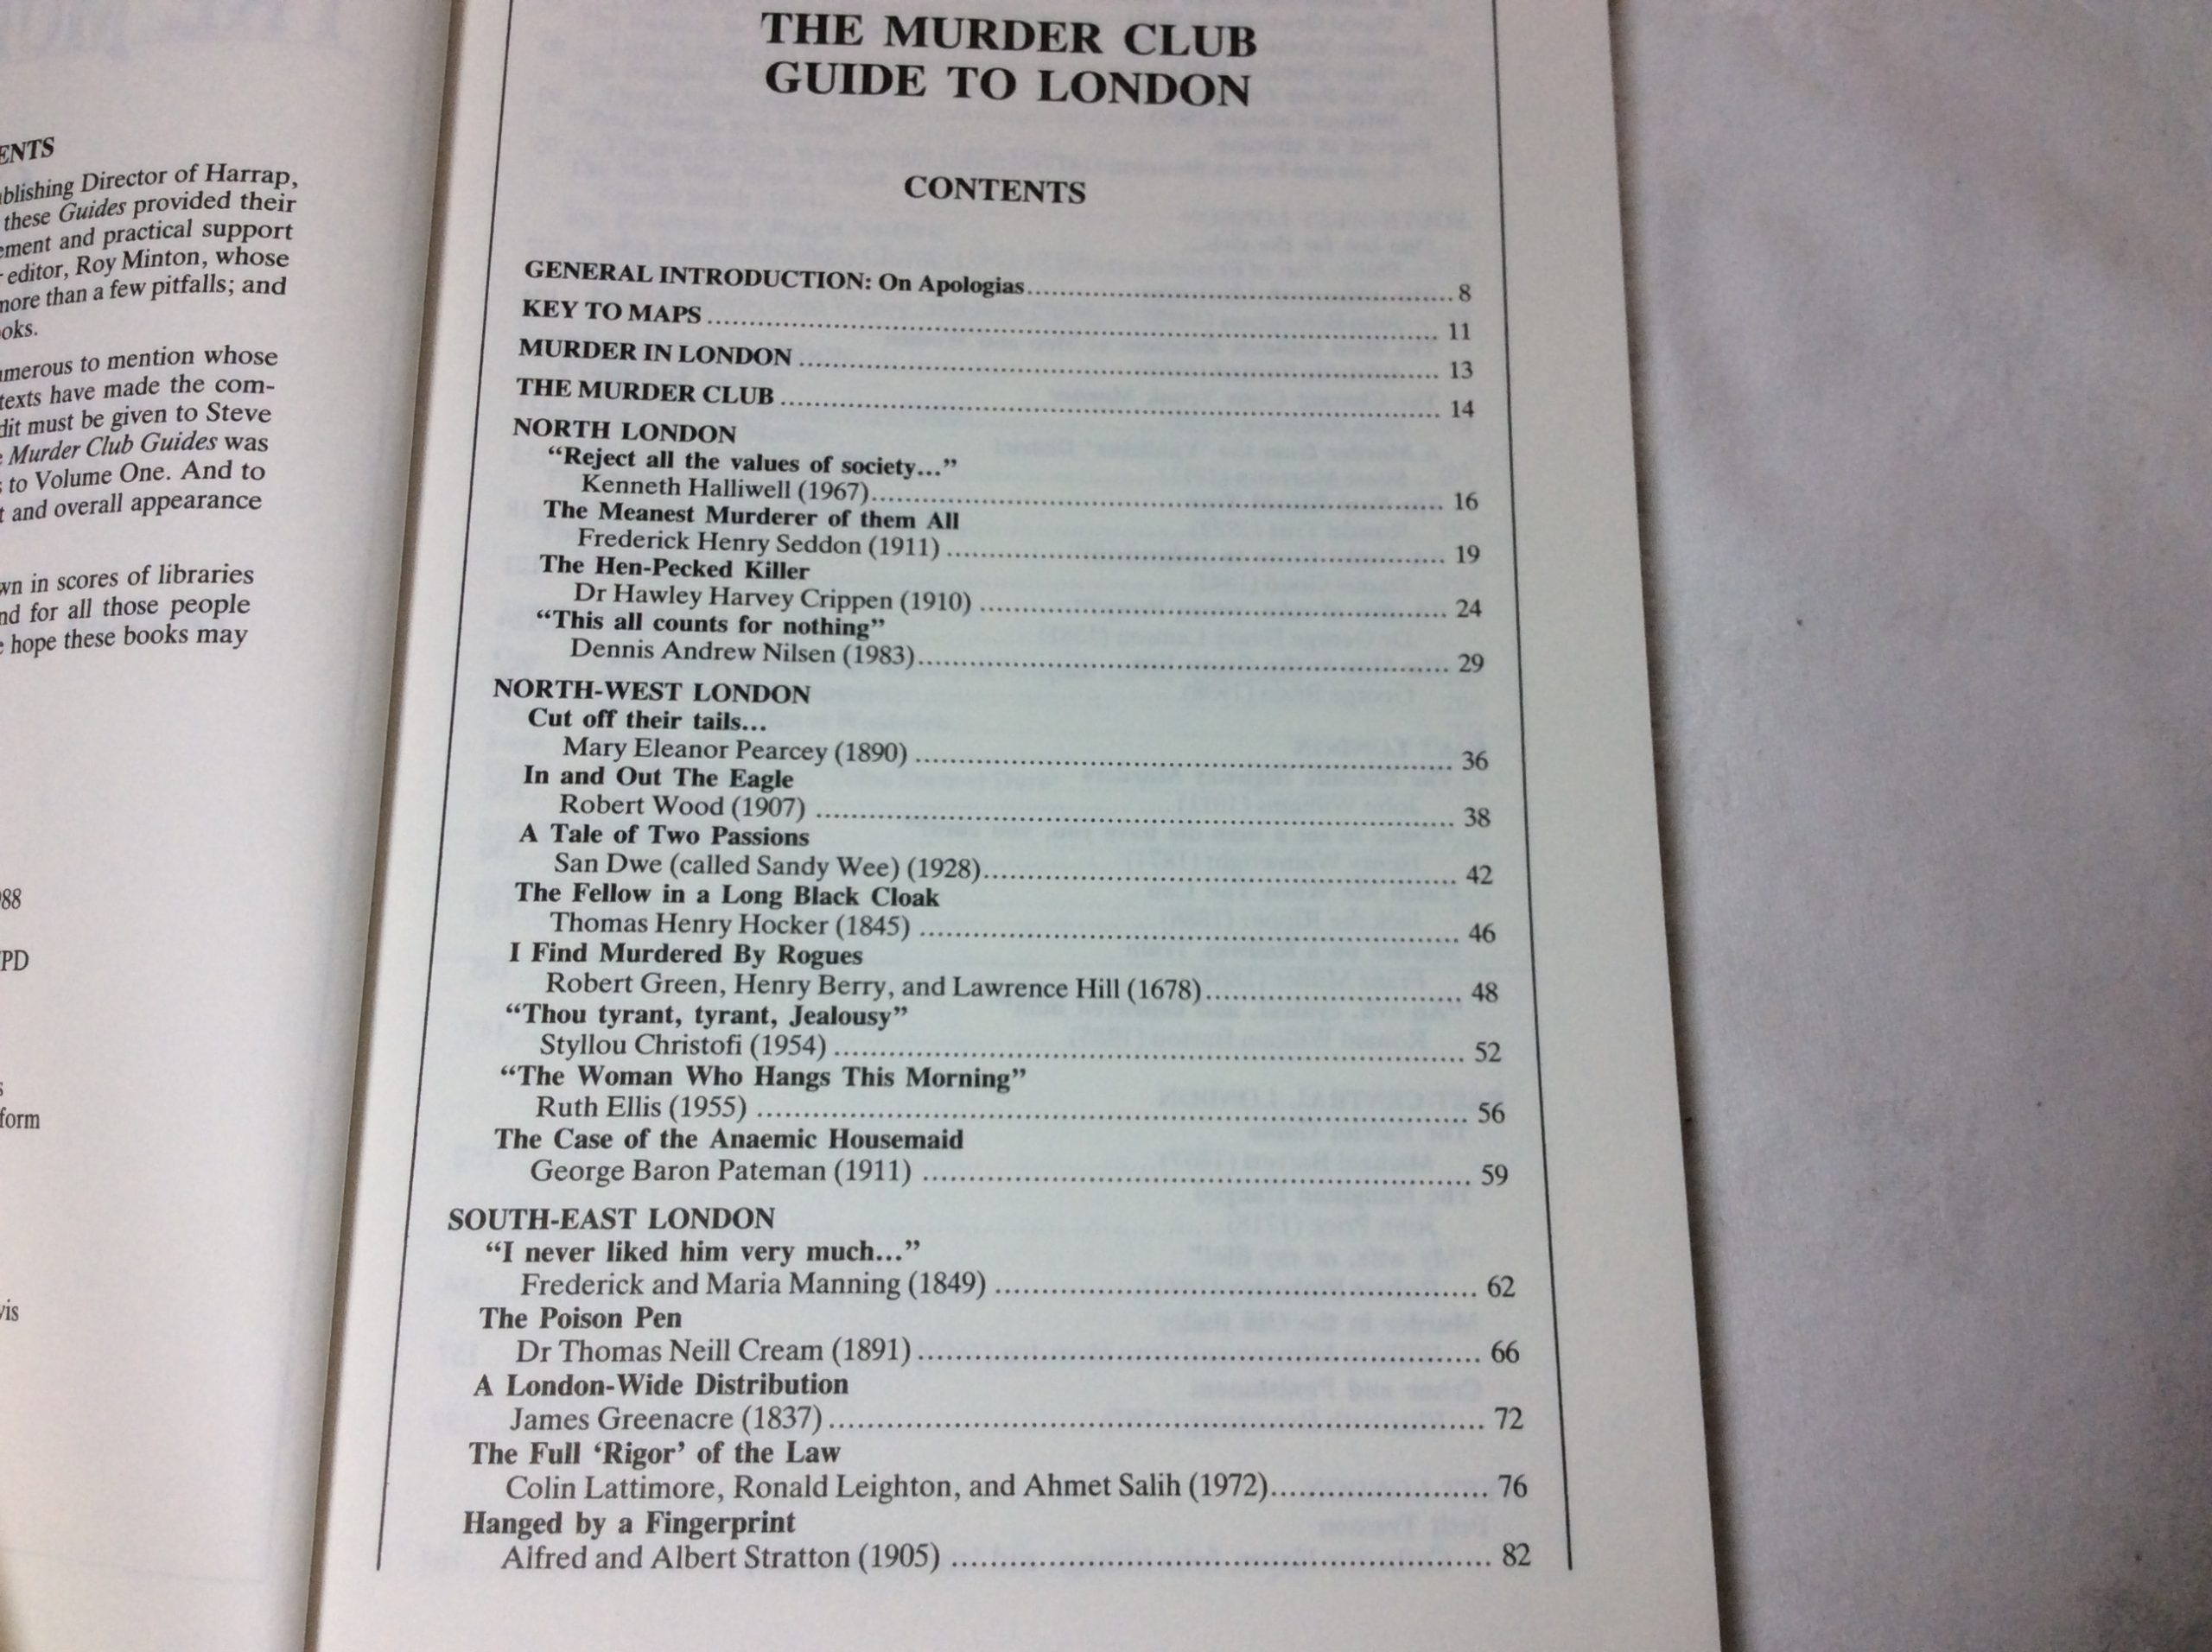 ENTS
blishing Director of Harrap,
these Guides provided their
ement and practical support
editor, Roy Minton, whose
more than a few pitfalls; and
oks.
umerous to mention whose
texts have made the com-
dit must be given to Steve
Murder Club Guides was
to Volume One. And to
t and overall appearance
wn in scores of libraries
nd for all those people
hope these books may
88
PD
s
form
vis
THE MURDER CLUB
GUIDE TO LONDON
CONTENTS
GENERAL INTRODUCTION: On Apologias 8
KEY TO MAPS 11
MURDER IN LONDON 13
THE MURDER CLUB 14
NORTH LONDON
“Reject all the values of society...”
Kenneth Halliwell (1967) 16
The Meanest Murderer of them All
Frederick Henry Seddon (1911) 19
The Hen-Pecked Killer
Dr Hawley Harvey Crippen (1910) 24
“This all counts for nothing”
Dennis Andrew Nilsen (1983) 29
NORTH-WEST LONDON
Cut off their tails...
Mary Eleanor Pearcey (1890) 36
In and Out The Eagle
Robert Wood (1907) 38
A Tale of Two Passions
San Dwe (called Sandy Wee) (1928) 42
The Fellow in a Long Black Cloak
Thomas Henry Hocker (1845) 46
I Find Murdered By Rogues
Robert Green, Henry Berry, and Lawrence Hill (1678) 48
“Thou tyrant, tyrant, Jealousy”
Styllou Christofi (1954) 52
“The Woman Who Hangs This Morning”
Ruth Ellis (1955) 56
The Case of the Anaemic Housemaid
George Baron Pateman (1911) 59
SOUTH-EAST LONDON
“I never liked him very much...”
Frederick and Maria Manning (1849) 62
The Poison Pen
Dr Thomas Neill Cream (1891) 66
A London-Wide Distribution
James Greenacre (1837) 72
The Full ‘Rigor’ of the Law
Colin Lattimore, Ronald Leighton, and Ahmet Salih (1972) 76
Hanged by a Fingerprint
Alfred and Albert Stratton (1905) 82